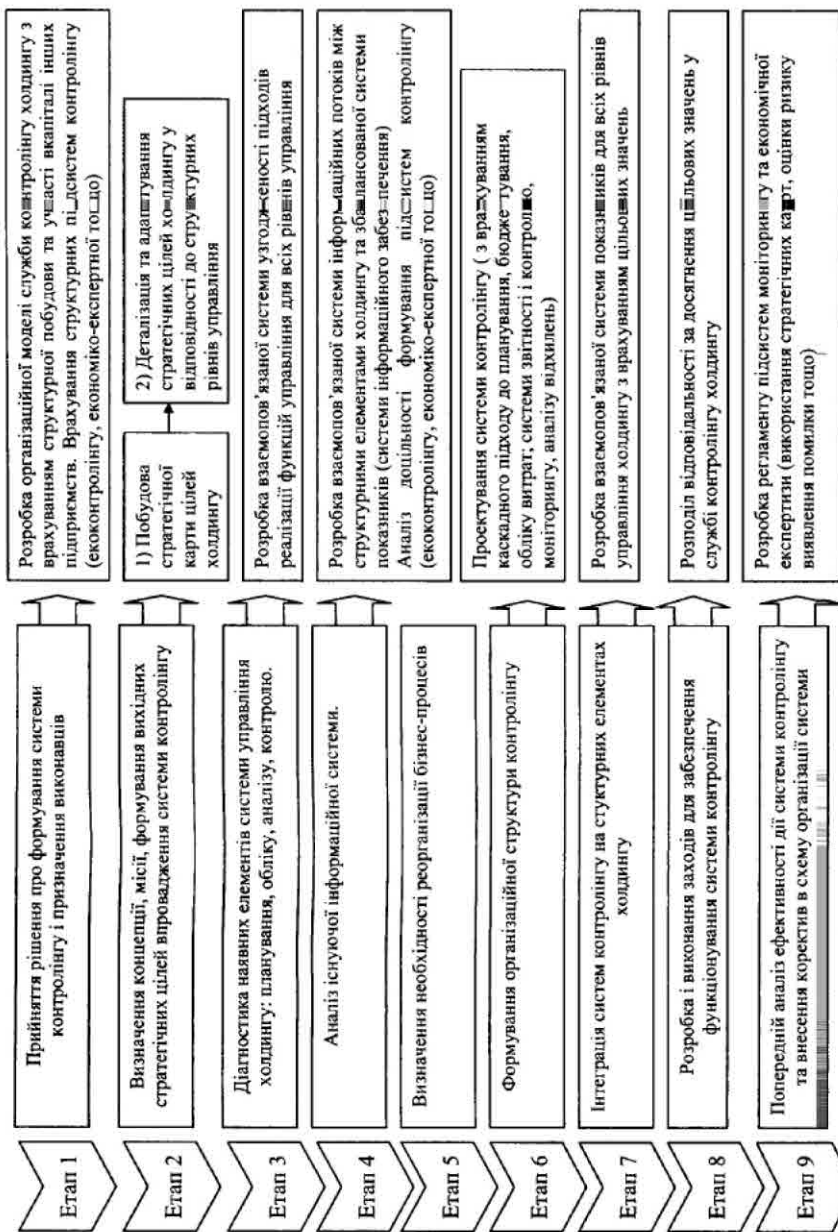 Етап 1
Прийняття рішення про формування системи
контролінгу і призначення виконавців
Розробка організаційної моделі служби контролінгу холдингу з
врахуванням структурної побудови та участі вкапіталі інших
підприємств. Врахування структурних підсистем контролінгу
(екоконтролінгу, економіко-експертної тощо)
Етап 2
Визначення концепції, місії, формування вихідних
стратегічних цілей впровадження системи контролінгу
1) Побудова
стратегічної
карти цілей
холдингу
2) Деталізація та адаптування
стратегічних цілей холдингу у
відповідності до структурних
рівнів управління
Етап 3
Діагностика наявних елементів системи управління
холдингу: планування, обліку, аналізу, контролю.
Розробка взаємопов'язаної системи узгодженості підходів
реалізації функцій управління для всіх рівнів управління
Етап 4
Аналіз існуючої інформаційної системи.
Розробка взаємопов'язаної системи інформаційних потоків між
структурними елементами холдингу та збалансованої системи
показників (системи інформаційного забезпечення)
Аналіз доцільності формування підсистем контролінгу
(екоконтролінгу, економіко-експертної тощо)
Етап 5
Визначення необхідності реорганізації бізнес-процесів
Етап 6
Формування організаційної структури контролінгу
Проектування системи контролінгу ( з врахуванням
каскадного підходу до планування, бюджетування,
обліку витрат; системи звітності і контролю,
моніторингу, аналізу відхилень)
Етап 7
Інтеграція систем контролінгу на стуктурних елементах
холдингу
Розробка взаємопов'язаної системи показників для всіх рівнів
управління холдингу з врахуванням цільових значень
Етап 8
Розробка і виконання заходів для забезпечення
функціонування системи контролінгу
Розподіл відповідальності за досягнення цільових значень у
службі контролінгу холдингу
Етап 9
Попередній аналіз ефективності дії системи контролінгу
та внесення коректив в схему організації системи
Розробка регламенту підсистем моніторингу та економічної
експертизи (використання стратегічних карт, оцінки ризику
виявлення помилки тощо)